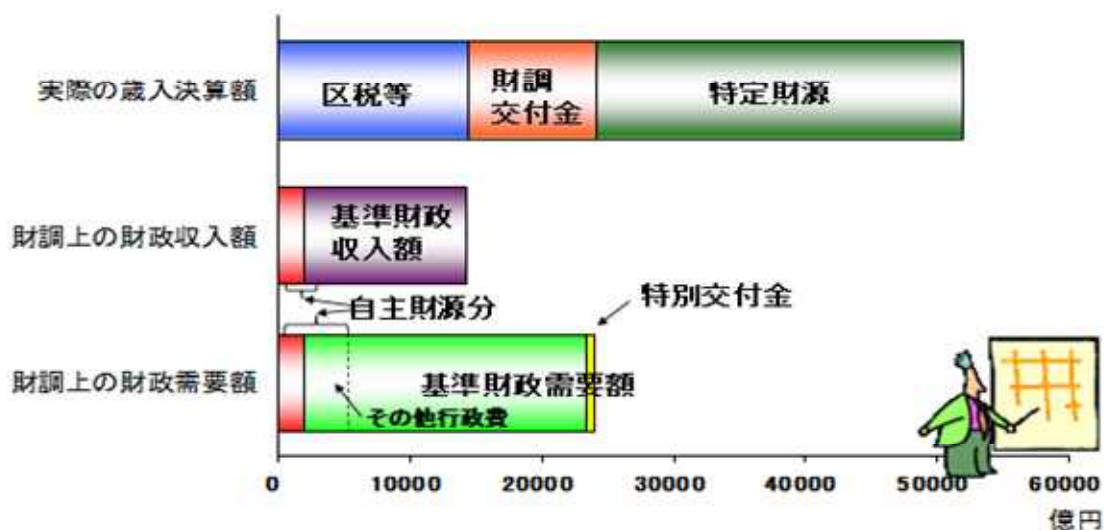 実際の歳入決算額
区税等
財調
交付金
特定財源
財調上の財政収入額
基準財政
収入額
自主財源分
特別交付金
財調上の財政需要額
基準財政需要額
その他行政費
0 10000 20000 30000 40000 50000 60000
億円